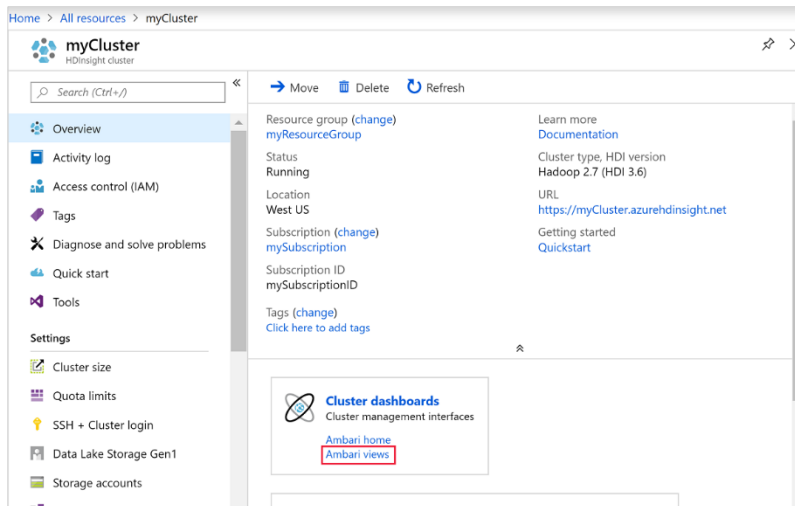 Home > All resources > myCluster
myCluster
HDInsight cluster
Search (Ctrl+/)
«
Overview
Activity log
Access control (IAM)
Tags
Diagnose and solve problems
Quick start
Tools
Settings
Cluster size
Quota limits
SSH + Cluster login
Data Lake Storage Gen1
Storage accounts
Move Delete Refresh
Resource group (change)
myResourceGroup
Status
Running
Location
West US
Subscription (change)
mySubscription
Subscription ID
mySubscriptionID
Tags (change)
Click here to add tags
Learn more
Documentation
Cluster type, HDI version
Hadoop 2.7 (HDI 3.6)
URL
https://myCluster.azurehdinsight.net
Getting started
Quickstart
Cluster dashboards
Cluster management interfaces
Ambari home
Ambari views